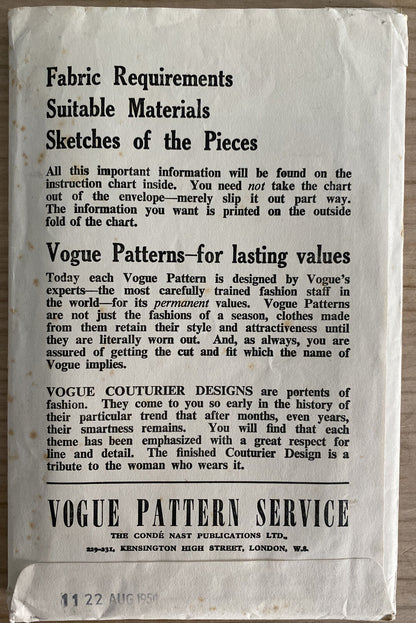 Fabric Requirements
Suitable Materials
Sketches of the Pieces
All this important information will be found on the
instruction chart inside. You need not take the chart
out of the envelope—merely slip it out part way.
The information you want is printed on the outside
fold of the chart.
Vogue Patterns—for lasting values
Today each Vogue Pattern is designed by Vogue's
experts—the most carefully trained fashion staff in
the world—for its permanent values. Vogue Patterns
are not just the fashions of a season, clothes made
from them retain their style and attractiveness until
they are literally worn out. And, as always, you are
assured of getting the cut and fit which the name of
Vogue implies.
VOGUE COUTURIER DESIGNS are portents of
fashion. They come to you so early in the history of
their particular trend that after months, even years,
their smartness remains. You will find that each
theme has been emphasized with a great respect for
line and detail. The finished Couturier Design is a
tribute to the woman who wears it.
VOGUE PATTERN SERVICE
THE CONDÉ NAST PUBLICATIONS LTD.,
229-231, KENSINGTON HIGH STREET, LONDON, W.8.
11 22 AUG 1950